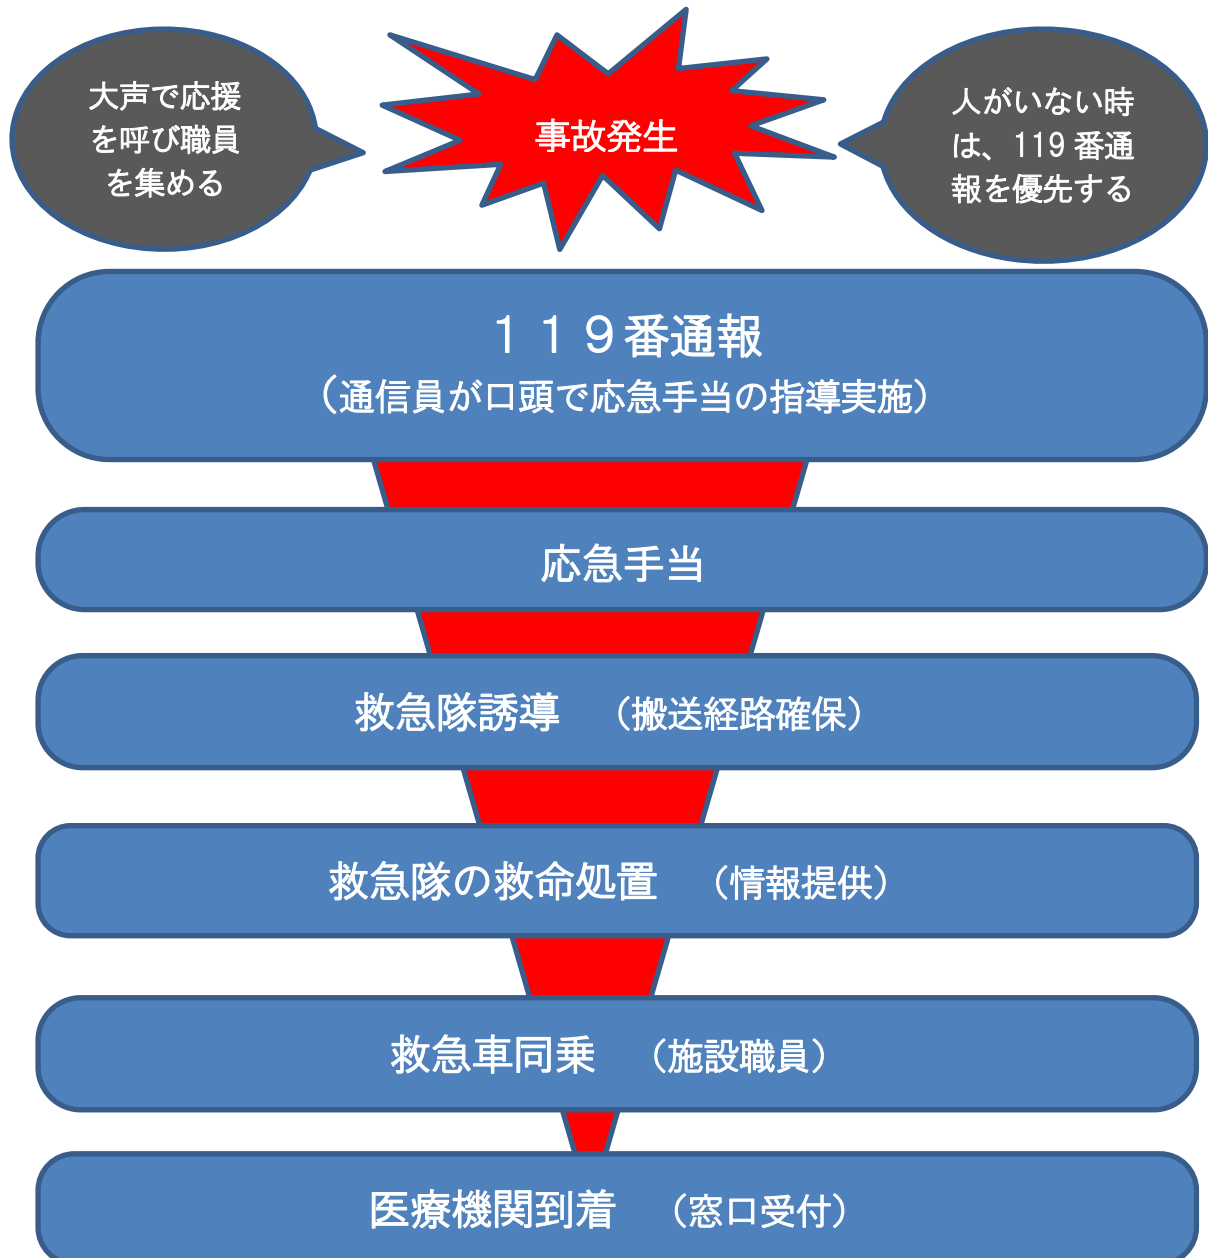 大声で応援
を呼び職員
を集める
事故発生
人がいない時
は、119番通
報を優先する
119番通報
（通信員が口頭で応急手当の指導実施）
応急手当
救急隊誘導　（搬送経路確保）
救急隊の救命処置　（情報提供）
救急車同乗　（施設職員）
医療機関到着　（窓口受付）